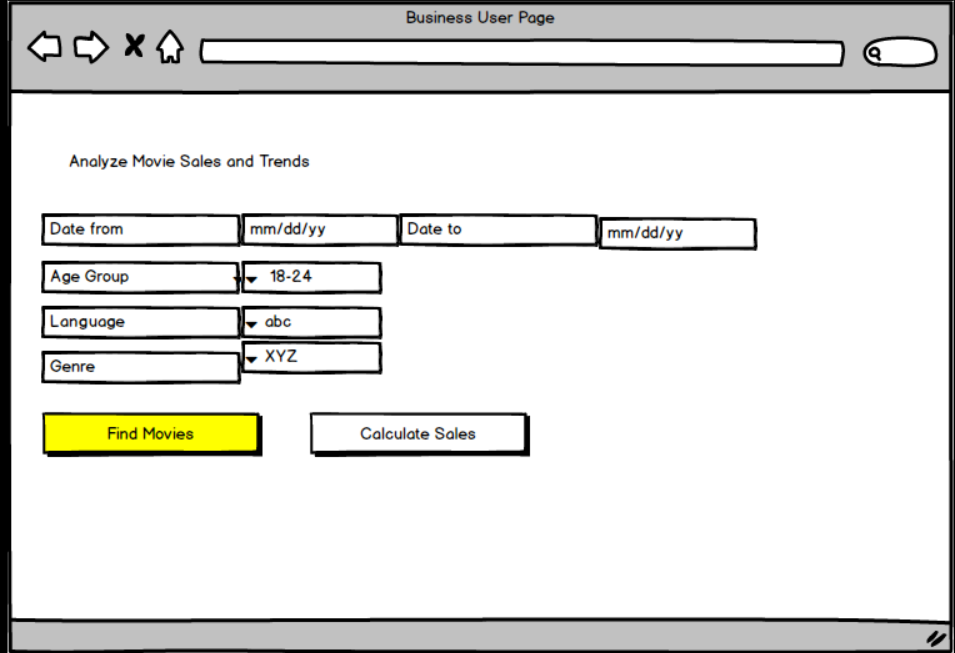 Business User Page
Analyze Movie Sales and Trends
Date from mm/dd/yy Date to mm/dd/yy
Age Group 18-24
Language abc
Genre XYZ
Find Movies Calculate Sales